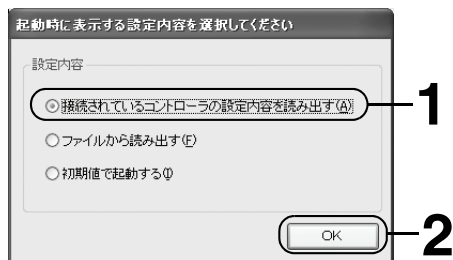 起動時に表示する設定内容を選択してください
設定内容
接続されているコントローラの設定内容を読み出す(A)
1
ファイルから読み出す(F)
初期値で起動する(I)
OK
2